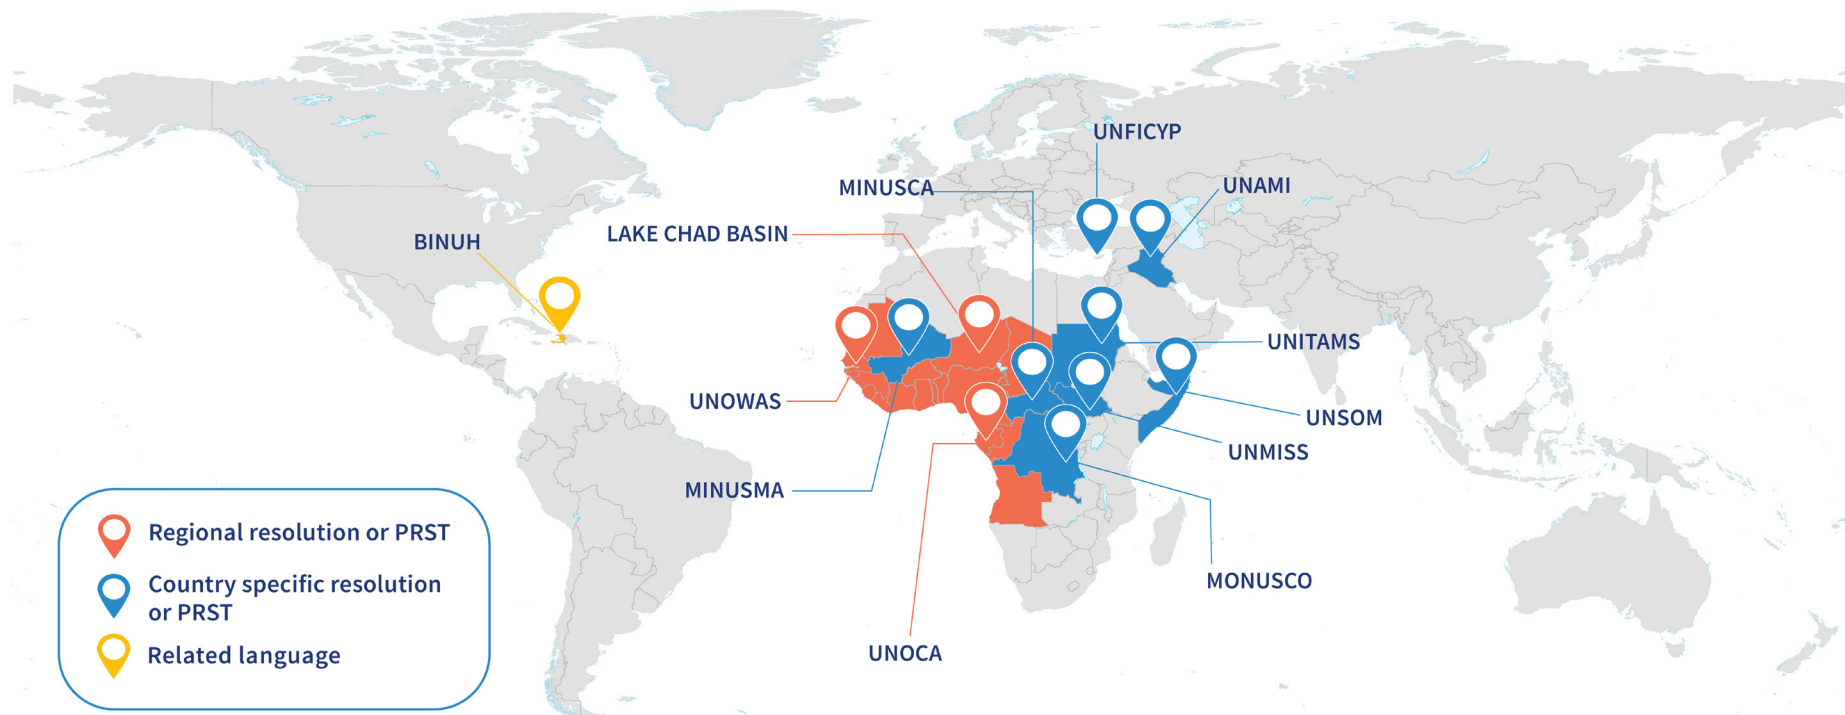 UNFICYP
MINUSCA
UNAMI
LAKE CHAD BASIN
BINUH
UNITAMS
UNOWAS
UNSOM
UNMISS
MINUSMA
MONUSCO
UNOCA
Regional resolution or PRST
Country specific resolution
or PRST
Related language